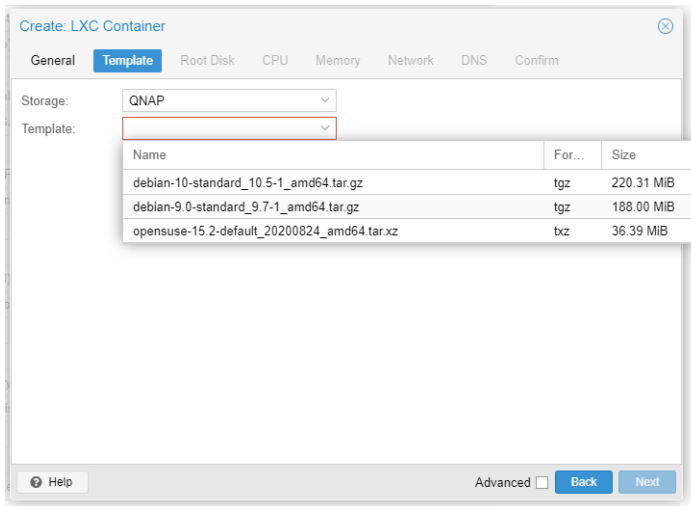 Create: LXC Container
General Template Root Disk CPU Memory Network DNS Confirm
Storage: QNAP
Template:
Name For... Size
debian-10-standard_10.5-1_amd64.tar.gz tgz 220.31 MiB
debian-9.0-standard_9.7-1_amd64.tar.gz tgz 188.00 MiB
opensuse-15.2-default_20200824_amd64.tar.xz txz 36.39 MiB
Help Advanced Back Next